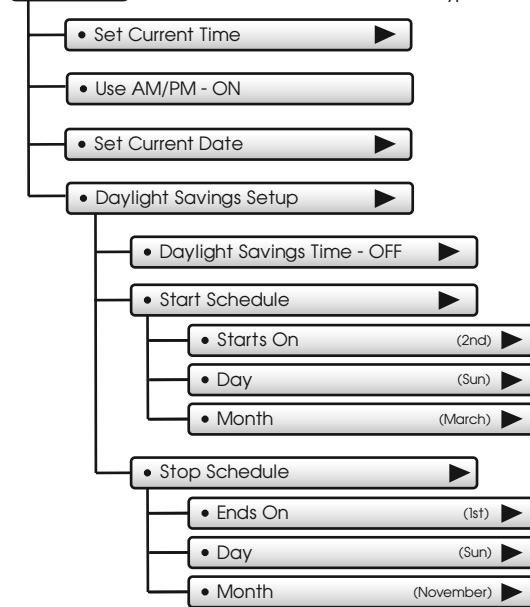 • Set Current Time
• Use AM/PM - ON
• Set Current Date
• Daylight Savings Setup
• Daylight Savings Time - OFF
• Start Schedule
• Starts On (2nd)
• Day (Sun)
• Month (March)
• Stop Schedule
• Ends On (1st)
• Day (Sun)
• Month (November)